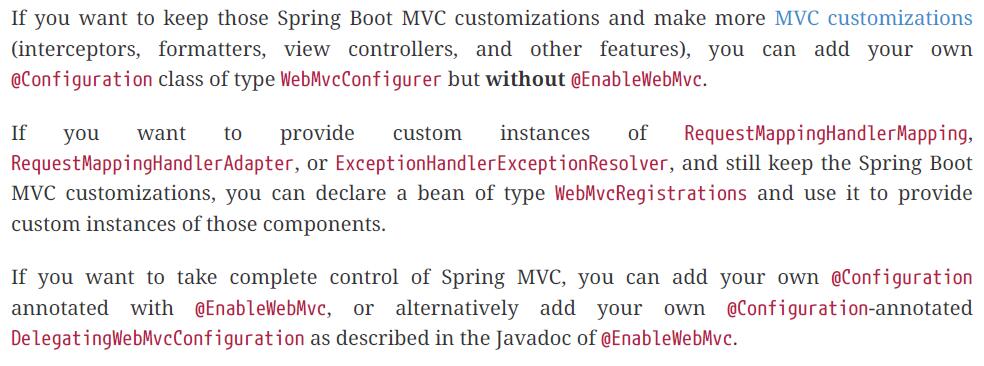 If you want to keep those Spring Boot MVC customizations and make more MVC customizations
(interceptors, formatters, view controllers, and other features), you can add your own
@Configuration class of type WebMvcConfigurer but without @EnableWebMvc.
If you want to provide custom instances of RequestMappingHandlerMapping,
RequestMappingHandlerAdapter, or ExceptionHandlerExceptionResolver, and still keep the Spring Boot
MVC customizations, you can declare a bean of type WebMvcRegistrations and use it to provide
custom instances of those components.
If you want to take complete control of Spring MVC, you can add your own @Configuration
annotated with @EnableWebMvc, or alternatively add your own @Configuration-annotated
DelegatingWebMvcConfiguration as described in the Javadoc of @EnableWebMvc.